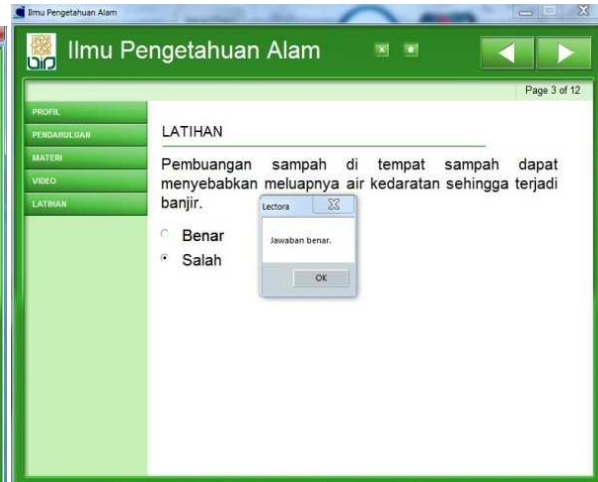 Ilmu Pengetahuan Alam
Ilmu Pengetahuan Alam
Page 3 of 12
PROFIL
PENDAHULUAN
MATERI
VIDEO
LATIHAN
LATIHAN
Pembuangan sampah di tempat sampah dapat
menyebabkan meluapnya air kedaratan sehingga terjadi
banjir.
Benar
Salah
Lectora
Jawaban benar.
OK